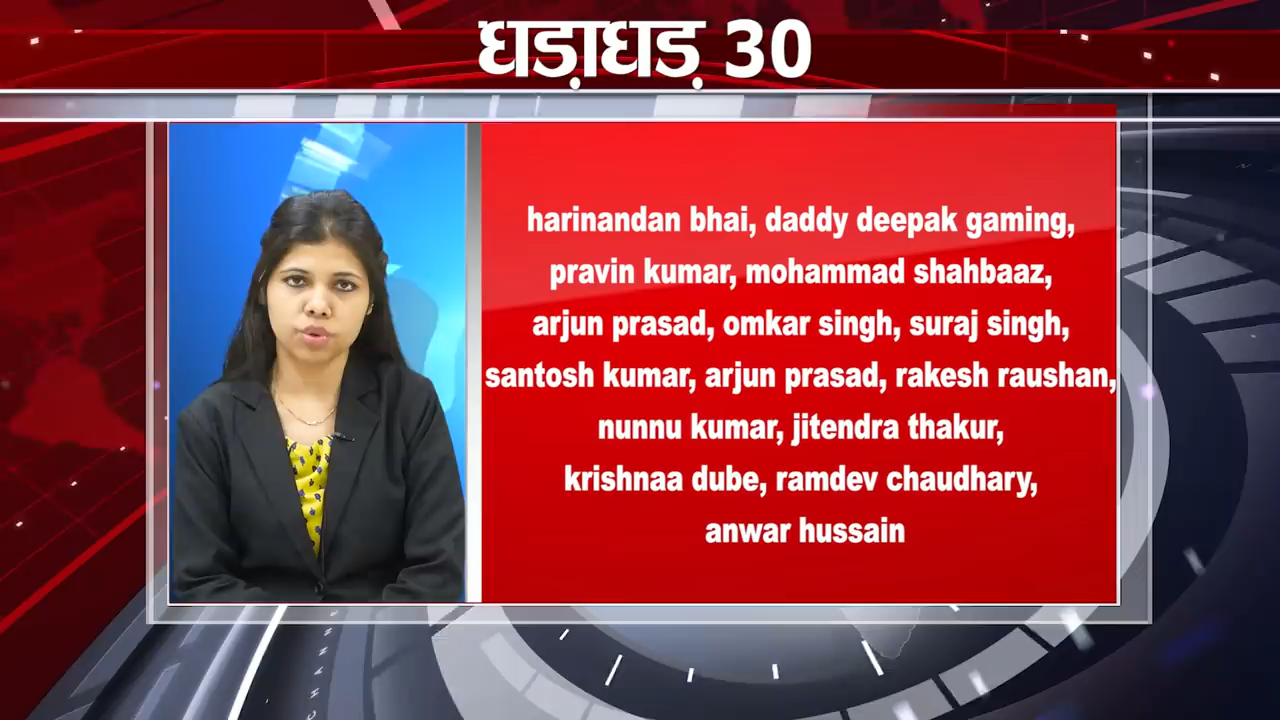 धड़ाधड़ 30
harinandan bhai, daddy deepak gaming,
pravin kumar, mohammad shahbaaz,
arjun prasad, omkar singh, suraj singh,
santosh kumar, arjun prasad, rakesh raushan,
nunnu kumar, jitendra thakur,
krishnaa dube, ramdev chaudhary,
anwar hussain